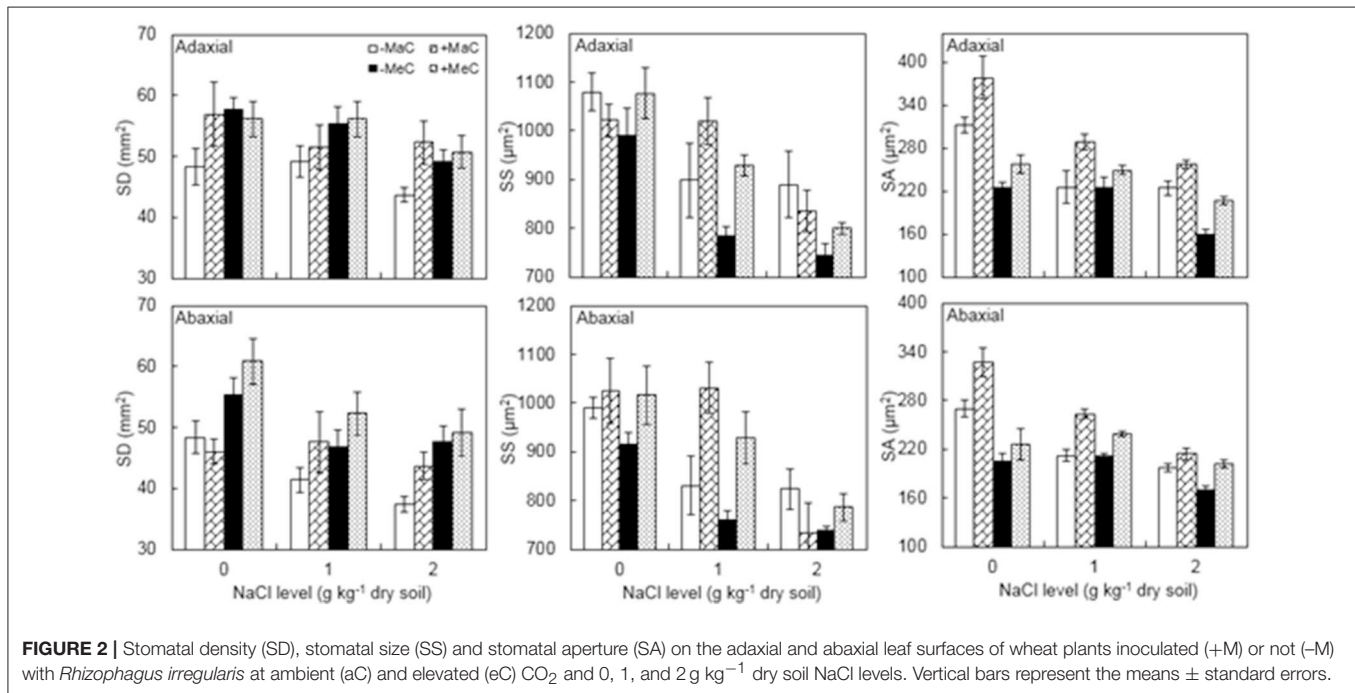 Adaxial
-MaC +MaC
-MeC +MeC
SD (mm²)
70
60
50
40
30
Adaxial
SS (µm²)
1200
1100
1000
900
800
700
Adaxial
SA (µm²)
400
340
280
220
160
100
Abaxial
SD (mm²)
70
60
50
40
30
0 1 2
NaCl level (g kg⁻¹ dry soil)
Abaxial
SS (µm²)
1200
1100
1000
900
800
700
0 1 2
NaCl level (g kg⁻¹ dry soil)
Abaxial
SA (µm²)
400
340
280
220
160
100
0 1 2
NaCl level (g kg⁻¹ dry soil)
FIGURE 2 | Stomatal density (SD), stomatal size (SS) and stomatal aperture (SA) on the adaxial and abaxial leaf surfaces of wheat plants inoculated (+M) or not (–M)
with Rhizophagus irregularis at ambient (aC) and elevated (eC) CO₂ and 0, 1, and 2 g kg⁻¹ dry soil NaCl levels. Vertical bars represent the means ± standard errors.